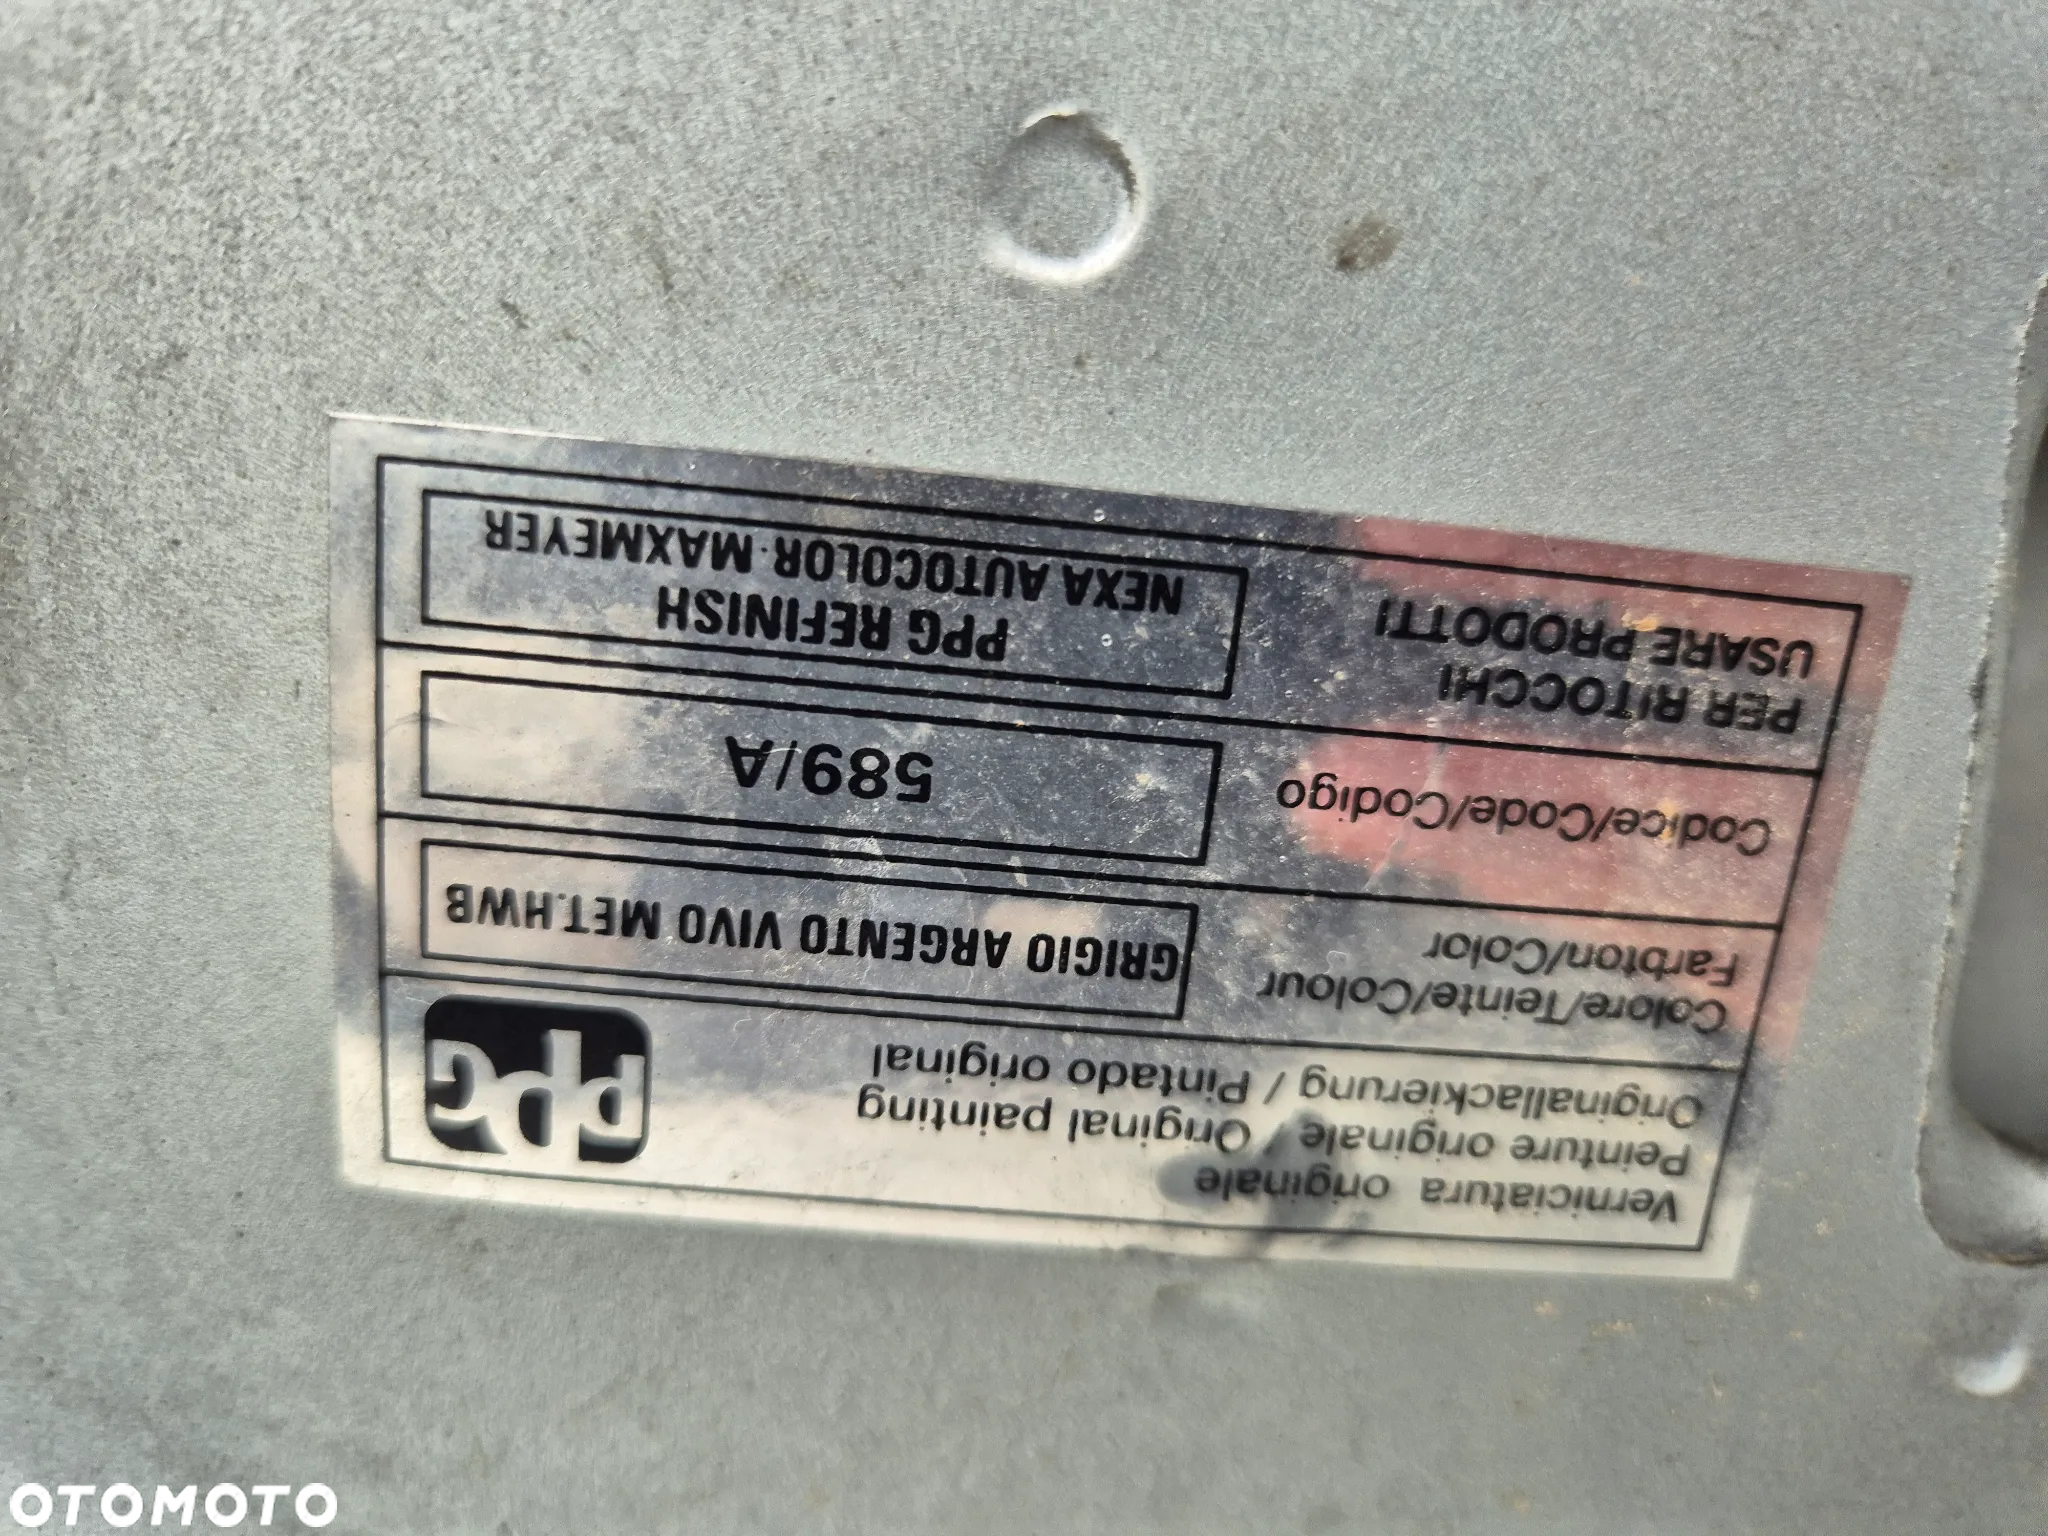 Verniciatura originale
Peinture originale / Original painting
Originallackierung / Pintado original
ppG
Colore/Teinte/Colour
Farbton/Color
GRIGIO ARGENTO VIVO MET.HWB
Codice/Code/Codigo
589/A
PER RITOCCHI
USARE PRODOTTI
PPG REFINISH
NEXA AUTOCOLOR·MAXMEYER
OTOMOTO